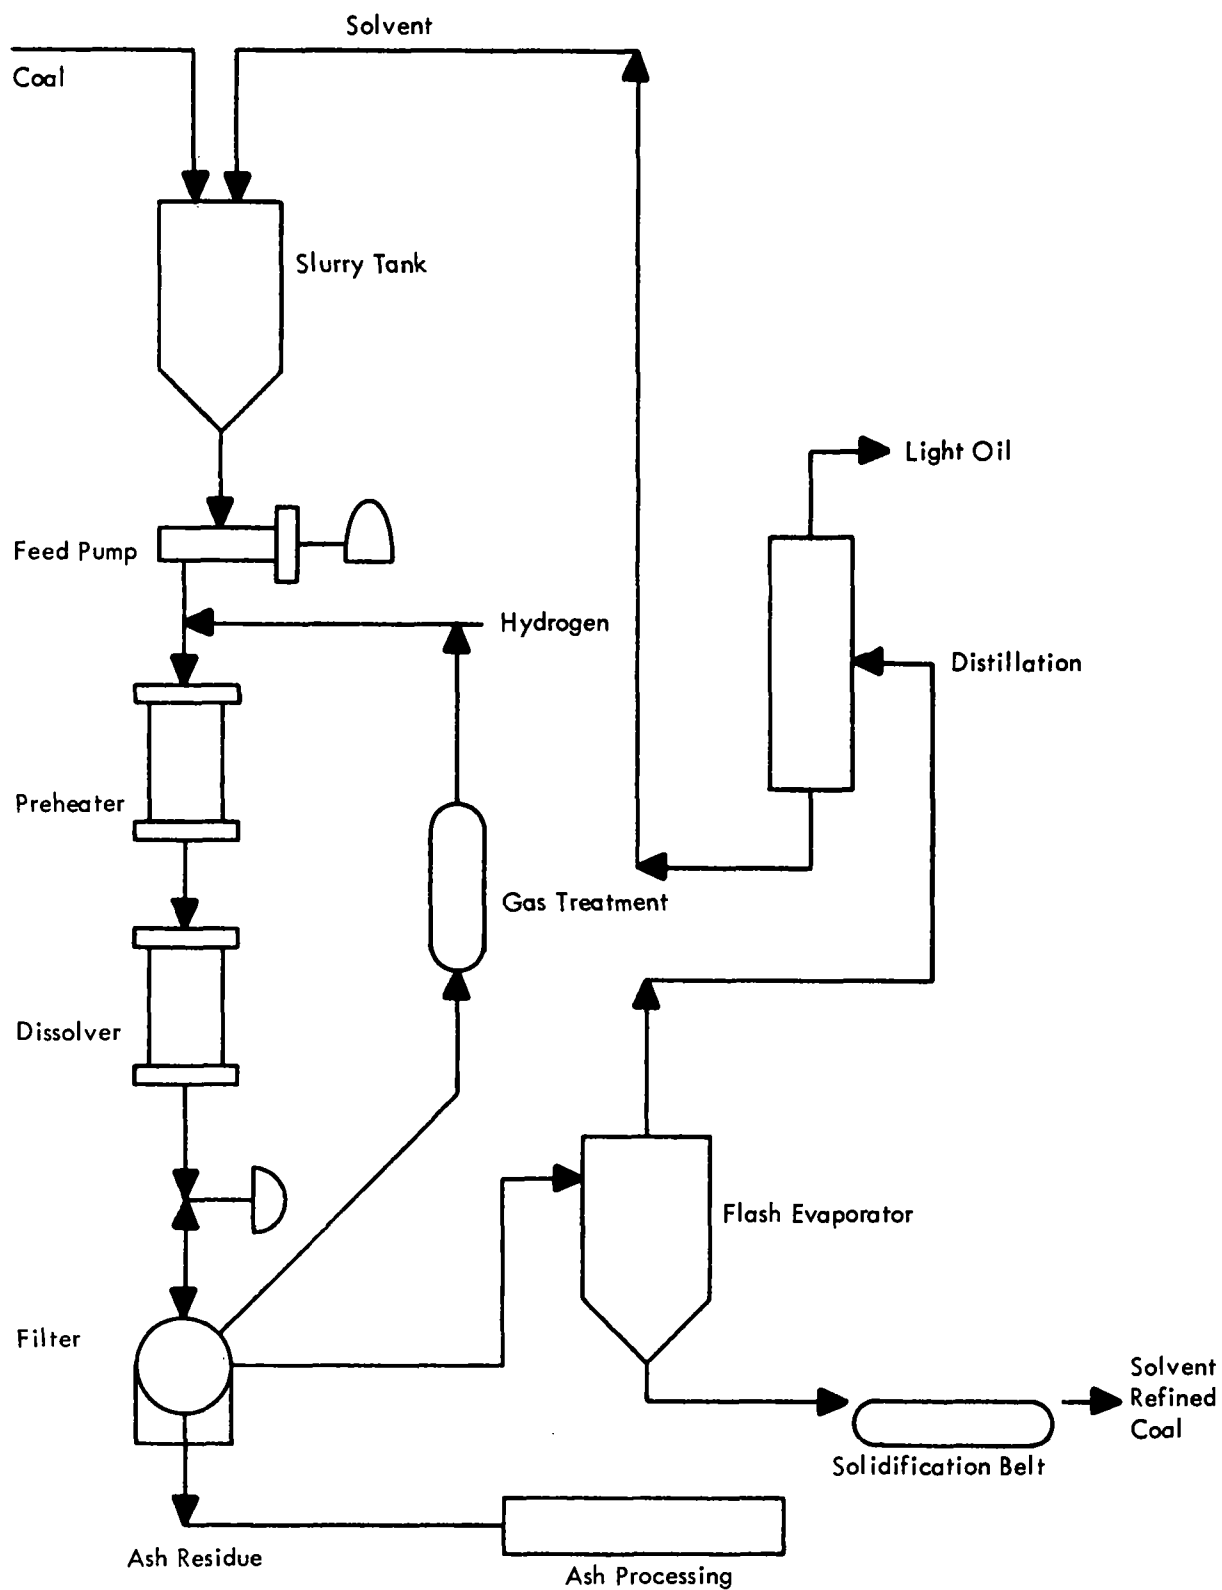 Solvent
Coal
Slurry Tank
Light Oil
Feed Pump
Hydrogen
Distillation
Preheater
Gas Treatment
Dissolver
Flash Evaporator
Filter
Solvent
Refined
Coal
Solidification Belt
Ash Residue
Ash Processing